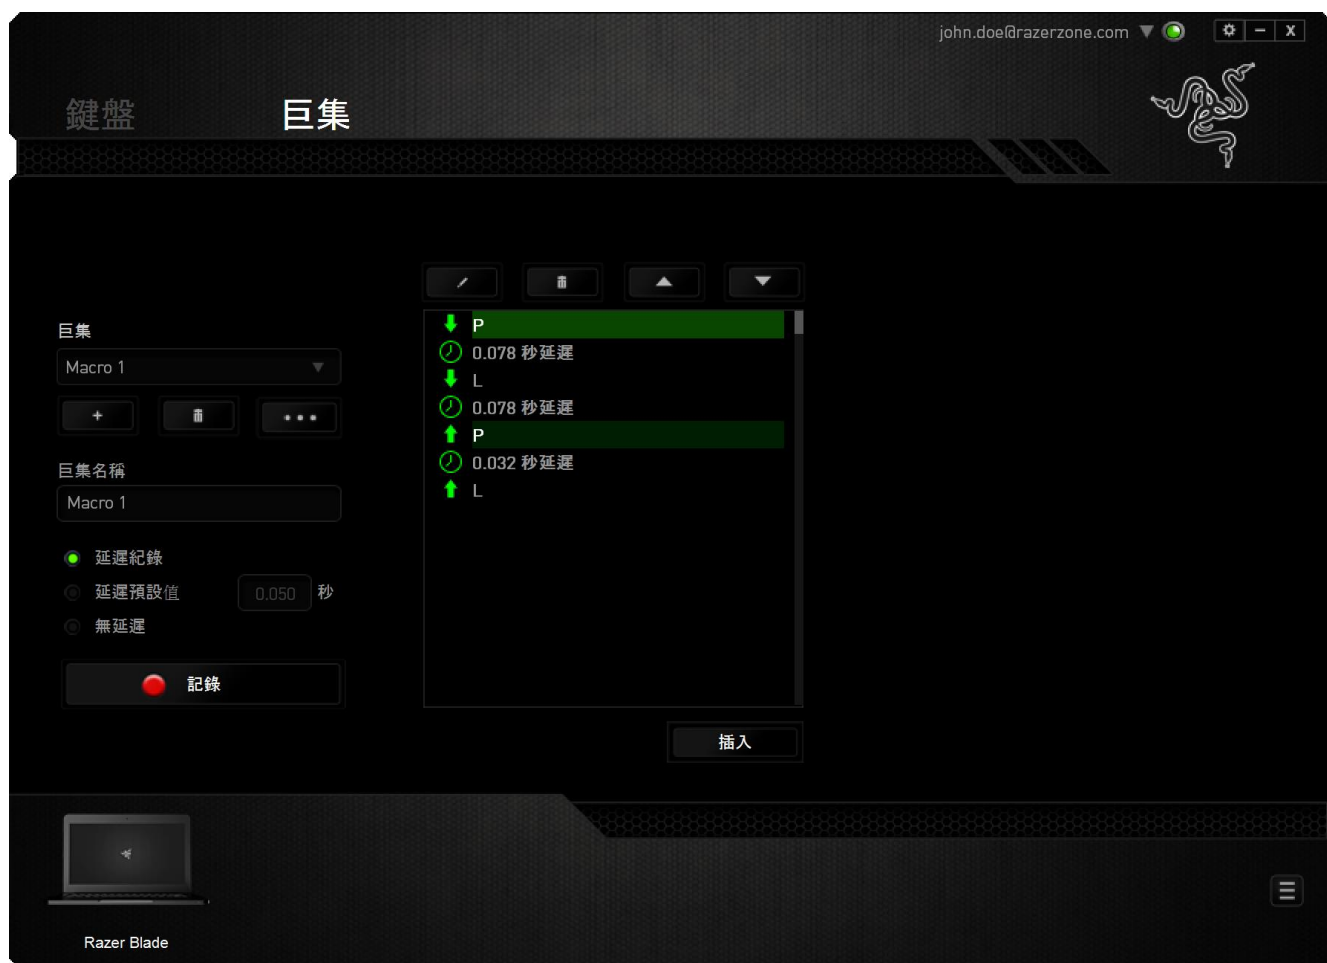 john.doe@razerzone.com
鍵盤 巨集
巨集
Macro 1
巨集名稱
Macro 1
延遲紀錄
延遲預設值 0.050 秒
無延遲
記錄
P
0.078 秒延遲
L
0.078 秒延遲
P
0.032 秒延遲
L
插入
Razer Blade